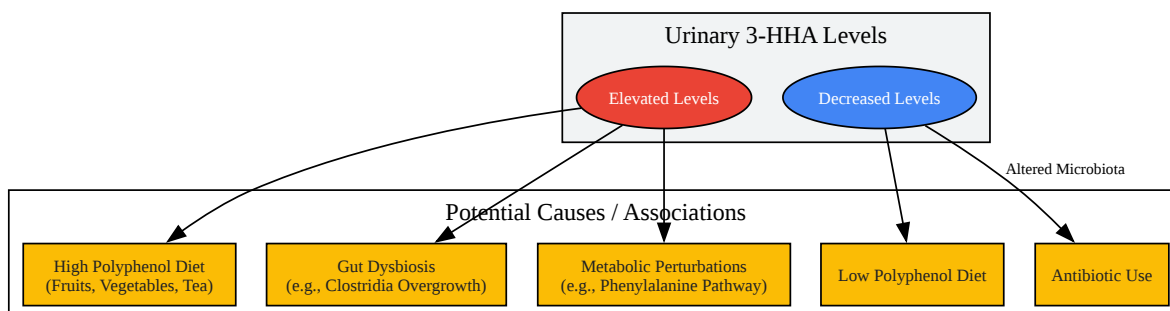 Urinary 3-HHA Levels
Elevated Levels
Decreased Levels
Altered Microbiota
Potential Causes / Associations
High Polyphenol Diet
(Fruits, Vegetables, Tea)
Gut Dysbiosis
(e.g., Clostridia Overgrowth)
Metabolic Perturbations
(e.g., Phenylalanine Pathway)
Low Polyphenol Diet
Antibiotic Use